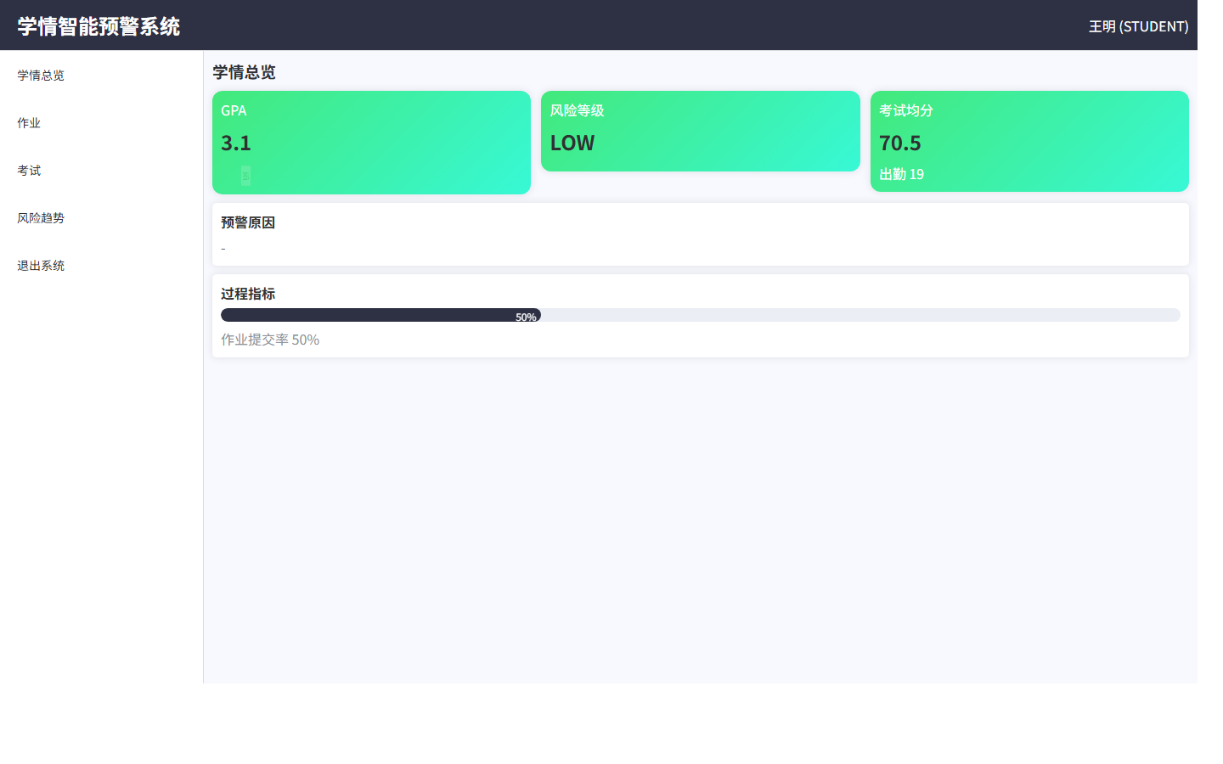 学情智能预警系统
王明 (STUDENT)
学情总览
作业
考试
风险趋势
退出系统
学情总览
GPA
3.1
风险等级
LOW
考试均分
70.5
出勤 19
预警原因
-
过程指标
50%
作业提交率 50%